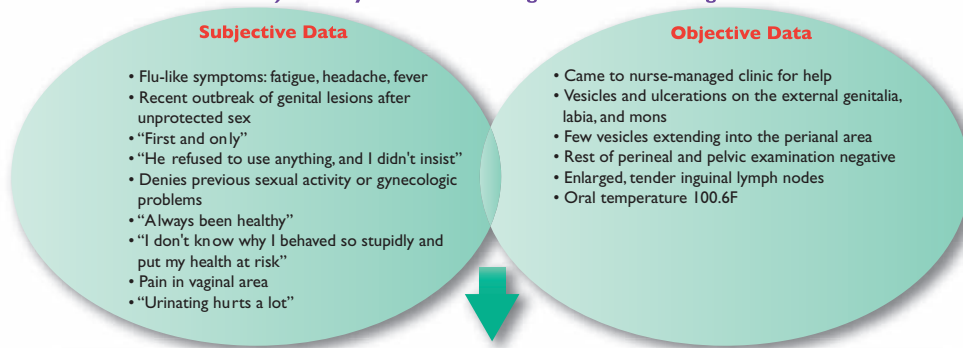 Subjective Data
• Flu-like symptoms: fatigue, headache, fever
• Recent outbreak of genital lesions after
unprotected sex
• “First and only”
• “He refused to use anything, and I didn't insist”
• Denies previous sexual activity or gynecologic
problems
• “Always been healthy”
• “I don't know why I behaved so stupidly and
put my health at risk”
• Pain in vaginal area
• “Urinating hurts a lot”
Objective Data
• Came to nurse-managed clinic for help
• Vesicles and ulcerations on the external genitalia,
labia, and mons
• Few vesicles extending into the perianal area
• Rest of perineal and pelvic examination negative
• Enlarged, tender inguinal lymph nodes
• Oral temperature 100.6F